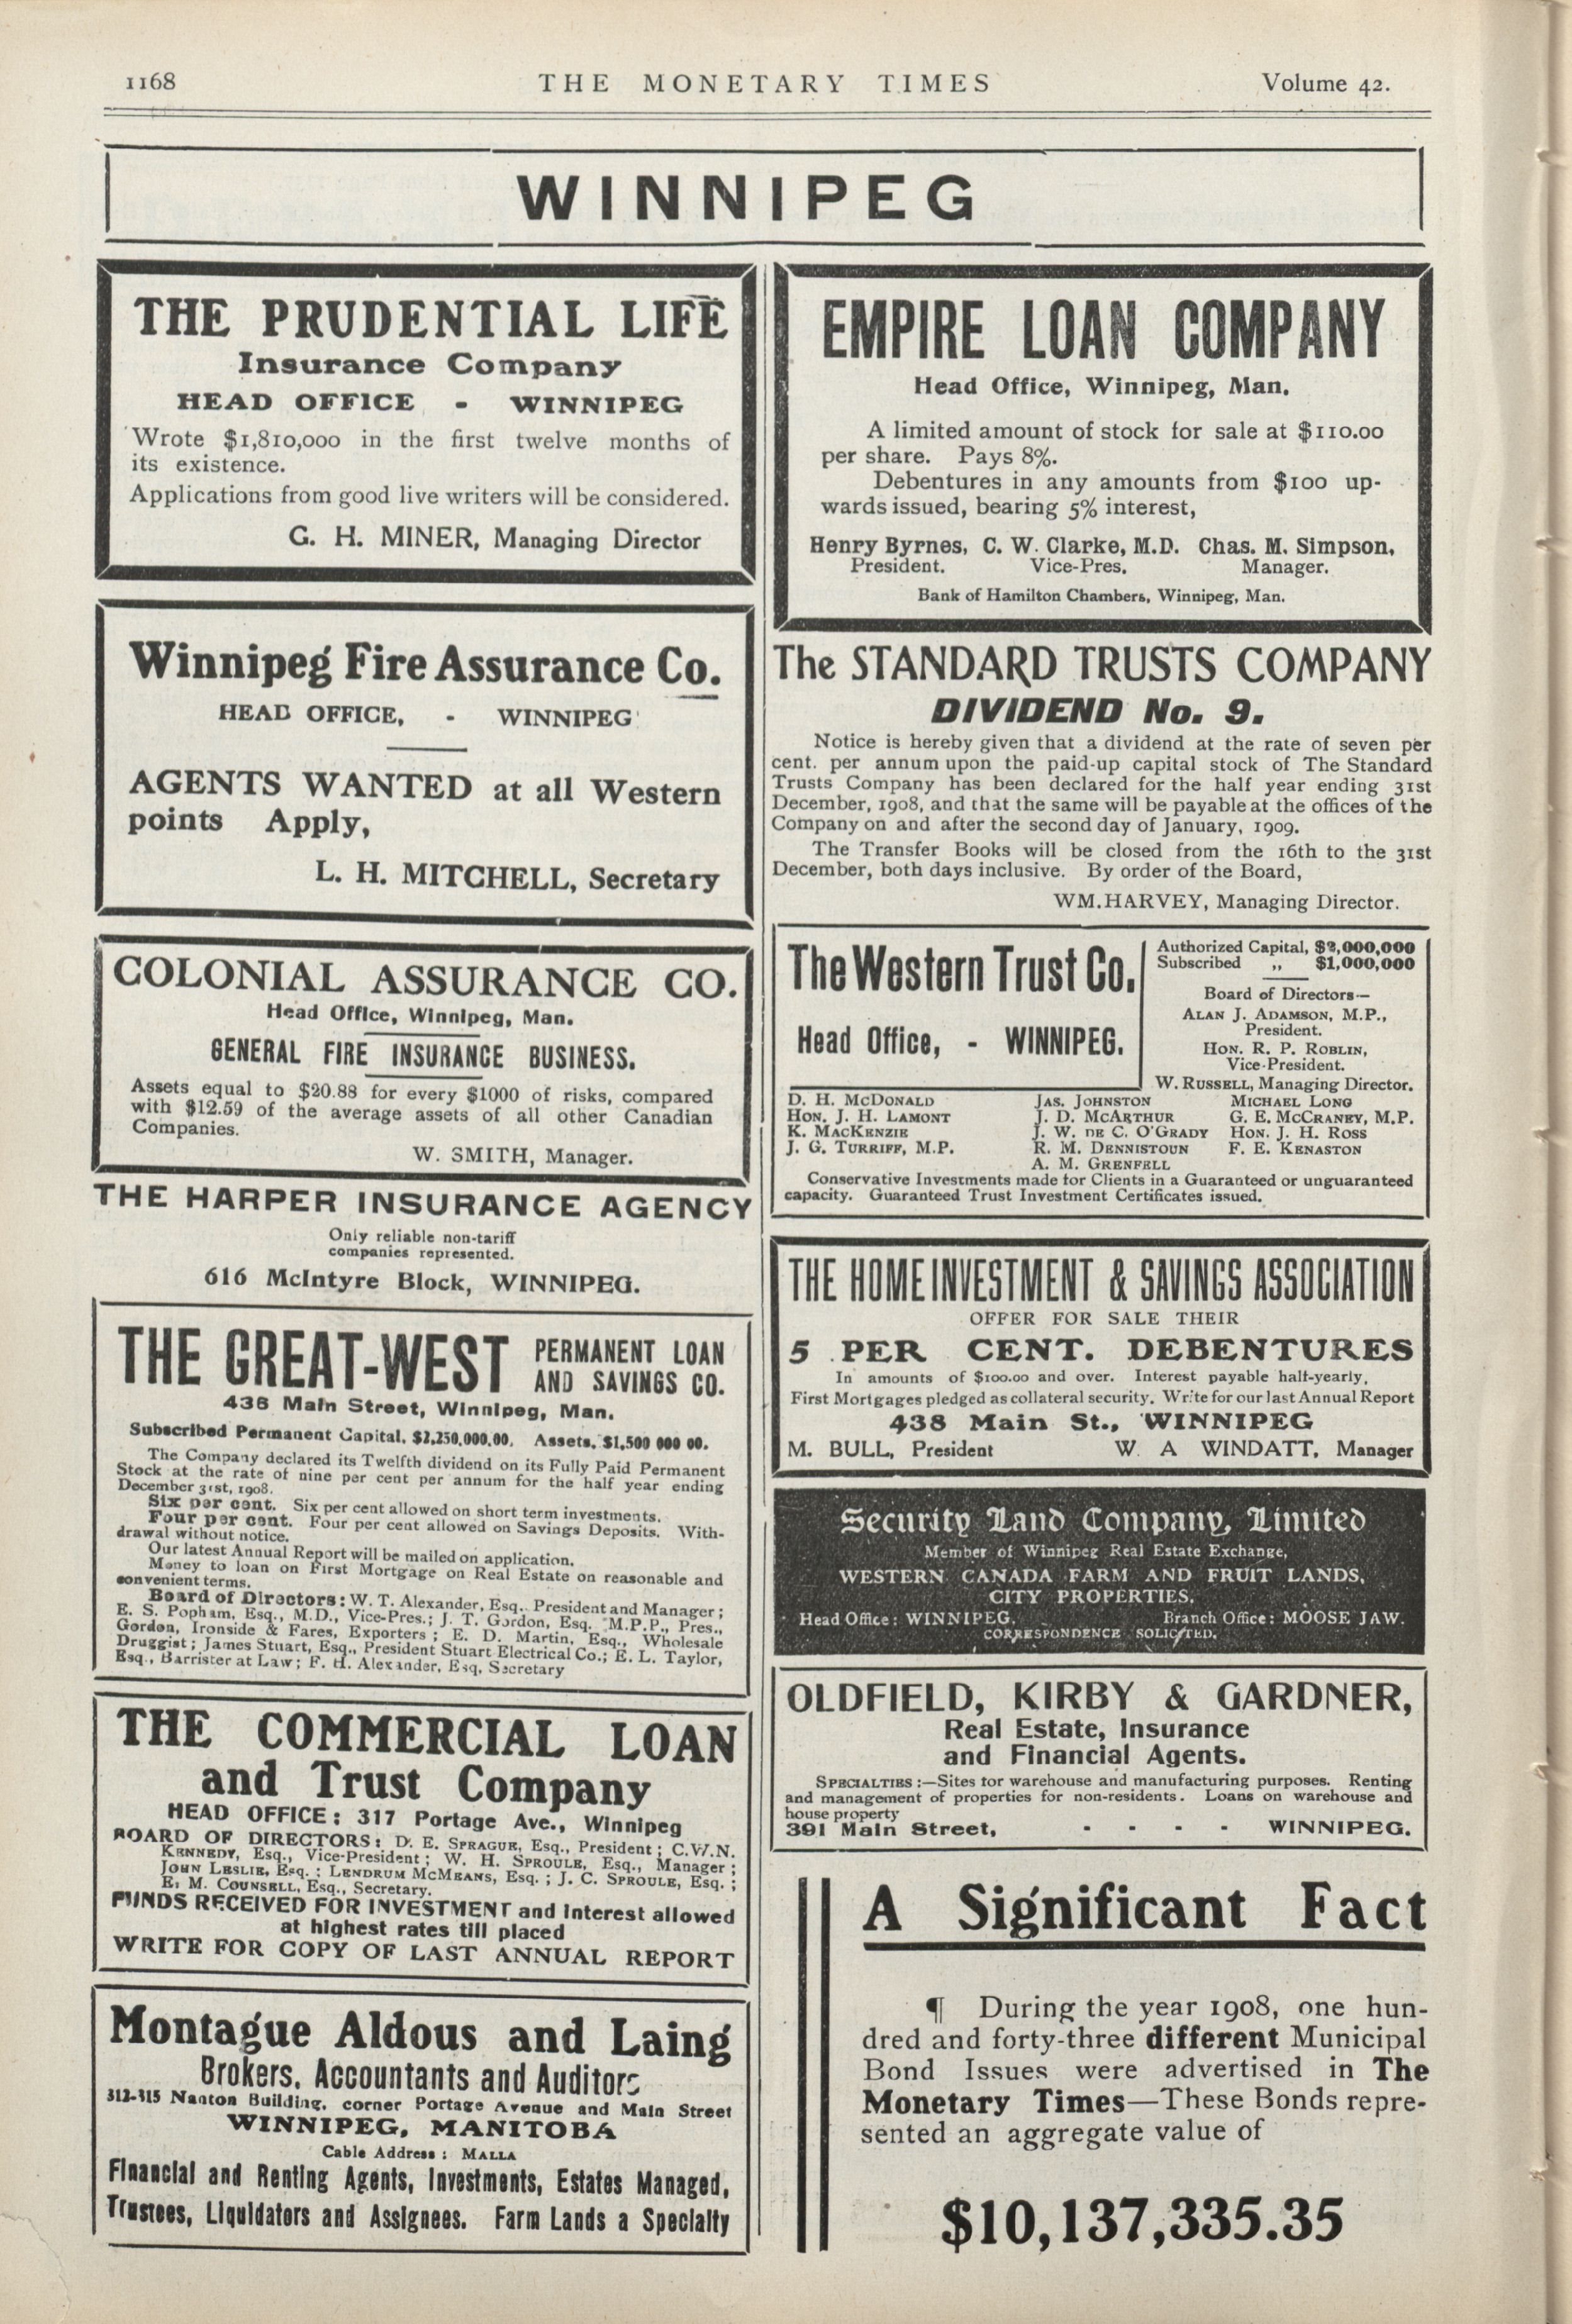 1168
THE MONETARY TIMES
Volume 42.
WINNIPEG
THE PRUDENTIAL LIFE
Insurance Company
HEAD OFFICE - WINNIPEG
Wrote $1,810,000 in the first twelve months of
its existence.
Applications from good live writers will be considered.
G. H. MINER, Managing Director
Winnipeg Fire Assurance Co.
HEAD OFFICE, - WINNIPEG
AGENTS WANTED at all Western
points Apply,
L. H. MITCHELL, Secretary
COLONIAL ASSURANCE CO.
Head Office, Winnipeg, Man.
GENERAL FIRE INSURANCE BUSINESS.
Assets equal to $20.88 for every $1000 of risks, compared
with $12.59 of the average assets of all other Canadian
Companies.
W. SMITH, Manager.
THE HARPER INSURANCE AGENCY
Only reliable non-tariff
companies represented.
616 McIntyre Block, WINNIPEG.
THE GREAT-WEST PERMANENT LOAN
AND SAVINGS CO.
436 Main Street, Winnipeg, Man.
Subscribed Permanent Capital, $2,250,000.00. Assets, $1,500 000 00.
The Company declared its Twelfth dividend on its Fully Paid Permanent
Stock at the rate of nine per cent per annum for the half year ending
December 31st, 1908.
Six per cent. Six per cent allowed on short term investments.
Four per cent. Four per cent allowed on Savings Deposits. With-
drawal without notice.
Our latest Annual Report will be mailed on application.
Money to loan on First Mortgage on Real Estate on reasonable and
convenient terms.
Board of Directors: W. T. Alexander, Esq. President and Manager;
E. S. Popham, Esq., M.D., Vice-Pres.; J. T. Gordon, Esq. M.P.P., Pres.,
Gordon, Ironside & Fares, Exporters; E. D. Martin, Esq., Wholesale
Druggist; James Stuart, Esq., President Stuart Electrical Co.; E. L. Taylor,
Esq., Barrister at Law; F. H. Alexander, Esq, Secretary
THE COMMERCIAL LOAN
and Trust Company
HEAD OFFICE: 317 Portage Ave., Winnipeg
BOARD OF DIRECTORS: D. E. SPRAGUE, Esq., President; C.W.N.
KENNEDY, Esq., Vice-President; W. H. SPROULE, Esq., Manager;
JOHN LESLIE, Esq.; LENDRUM MCMEANS, Esq.; J. C. SPROULE, Esq.;
E. M. COUNSELL, Esq., Secretary.
FUNDS RECEIVED FOR INVESTMENT and interest allowed
at highest rates till placed
WRITE FOR COPY OF LAST ANNUAL REPORT
Montague Aldous and Laing
Brokers, Accountants and Auditors
312-315 Nanton Building, corner Portage Avenue and Main Street
WINNIPEG, MANITOBA
Cable Address: MALLA
Financial and Renting Agents, Investments, Estates Managed,
Trustees, Liquidators and Assignees. Farm Lands a Specialty
EMPIRE LOAN COMPANY
Head Office, Winnipeg, Man.
A limited amount of stock for sale at $110.00
per share. Pays 8%.
Debentures in any amounts from $100 up-
wards issued, bearing 5% interest,
Henry Byrnes, C. W. Clarke, M.D. Chas. M. Simpson,
President. Vice-Pres. Manager.
Bank of Hamilton Chambers, Winnipeg, Man.
The STANDARD TRUSTS COMPANY
DIVIDEND No. 9.
Notice is hereby given that a dividend at the rate of seven per
cent. per annum upon the paid-up capital stock of The Standard
Trusts Company has been declared for the half year ending 31st
December, 1908, and that the same will be payable at the offices of the
Company on and after the second day of January, 1909.
The Transfer Books will be closed from the 16th to the 31st
December, both days inclusive. By order of the Board,
WM. HARVEY, Managing Director.
The Western Trust Co.
Head Office, - WINNIPEG.
Authorized Capital, $2,000,000
Subscribed ,, $1,000,000
Board of Directors—
ALAN J. ADAMSON, M.P.,
President.
HON. R. P. ROBLIN,
Vice-President.
W. RUSSELL, Managing Director.
D. H. MCDONALD JAS. JOHNSTON MICHAEL LONG
HON. J. H. LAMONT J. D. MCARTHUR G. E. MCCRANEY, M.P.
K. MACKENZIE J. W. DE C. O'GRADY HON. J. H. ROSS
J. G. TURRIFF, M.P. R. M. DENNISTOUN F. E. KENASTON
A. M. GRENFELL
Conservative Investments made for Clients in a Guaranteed or unguaranteed
capacity. Guaranteed Trust Investment Certificates issued.
THE HOME INVESTMENT & SAVINGS ASSOCIATION
OFFER FOR SALE THEIR
5 PER CENT. DEBENTURES
In amounts of $100.00 and over. Interest payable half-yearly,
First Mortgages pledged as collateral security. Write for our last Annual Report
438 Main St., WINNIPEG
M. BULL, President W. A WINDATT, Manager
Security Land Company, Limited
Member of Winnipeg Real Estate Exchange,
WESTERN CANADA FARM AND FRUIT LANDS,
CITY PROPERTIES.
Head Office: WINNIPEG. Branch Office: MOOSE JAW.
CORRESPONDENCE SOLICITED.
OLDFIELD, KIRBY & GARDNER,
Real Estate, Insurance
and Financial Agents.
SPECIALTIES:—Sites for warehouse and manufacturing purposes. Renting
and management of properties for non-residents. Loans on warehouse and
house property
391 Main Street, - - - - WINNIPEG.
A Significant Fact
¶ During the year 1908, one hun-
dred and forty-three different Municipal
Bond Issues were advertised in The
Monetary Times—These Bonds repre-
sented an aggregate value of
$10,137,335.35